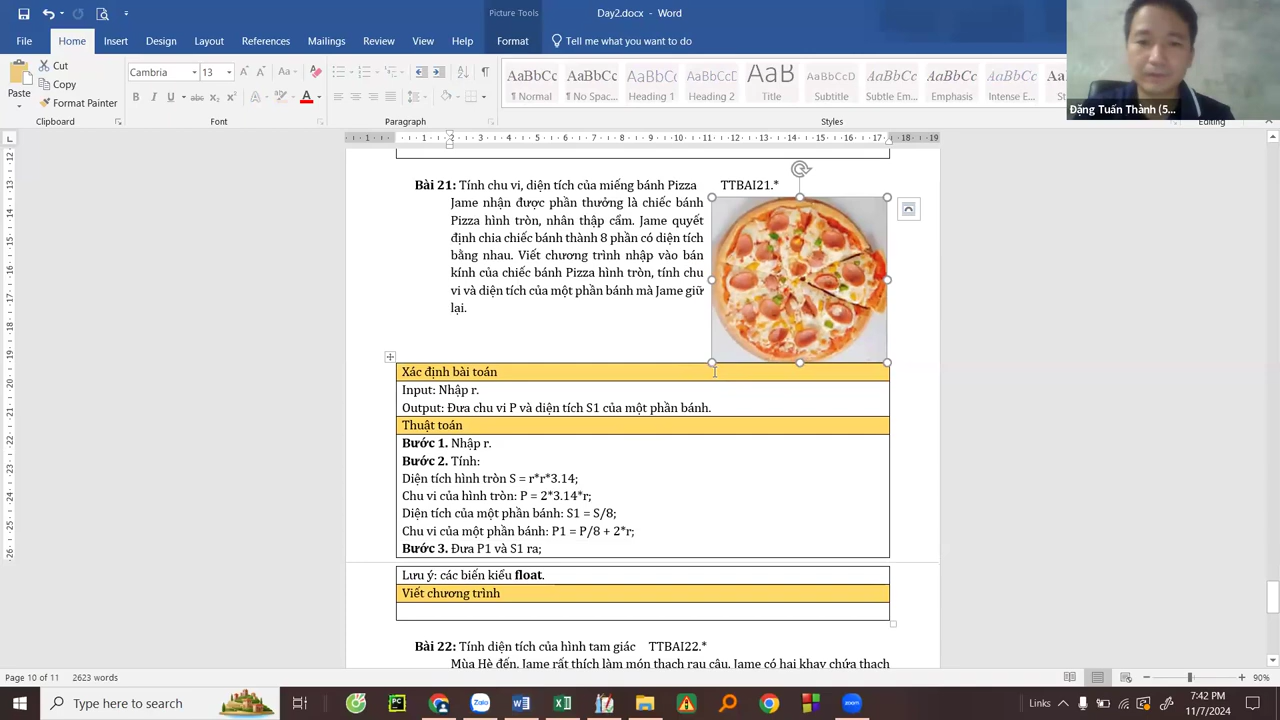 Picture Tools
Day2.docx - Word
File Home Insert Design Layout References Mailings Review View Help Format Tell me what you want to do
Cut
Copy
Format Painter
Paste
Clipboard
Cambria 13
Font
Paragraph
AaBbCc AaBbCc AaBbC AaBbCcD AaB AaBbCcD AaBbCc AaBbCc AaBbCc
¶ Normal ¶ No Spac... Heading 1 Heading 2 Title Subtitle Subtle Em... Emphasis Intense E... St
Styles
Editing
Đặng Tuấn Thành (5...
Bài 21: Tính chu vi, diện tích của miếng bánh Pizza TTBAI21.*
Jame nhận được phần thưởng là chiếc bánh
Pizza hình tròn, nhân thập cẩm. Jame quyết
định chia chiếc bánh thành 8 phần có diện tích
bằng nhau. Viết chương trình nhập vào bán
kính của chiếc bánh Pizza hình tròn, tính chu
vi và diện tích của một phần bánh mà Jame giữ
lại.
Xác định bài toán
Input: Nhập r.
Output: Đưa chu vi P và diện tích S1 của một phần bánh.
Thuật toán
Bước 1. Nhập r.
Bước 2. Tính:
Diện tích hình tròn S = r*r*3.14;
Chu vi của hình tròn: P = 2*3.14*r;
Diện tích của một phần bánh: S1 = S/8;
Chu vi của một phần bánh: P1 = P/8 + 2*r;
Bước 3. Đưa P1 và S1 ra;
Lưu ý: các biến kiểu float.
Viết chương trình
Bài 22: Tính diện tích của hình tam giác TTBAI22.*
Mùa Hè đến, Jame rất thích làm món thạch rau câu. Jame có hai khay chứa thạch
Page 10 of 11 2623 words
90%
Type here to search
Links
7:42 PM
11/7/2024